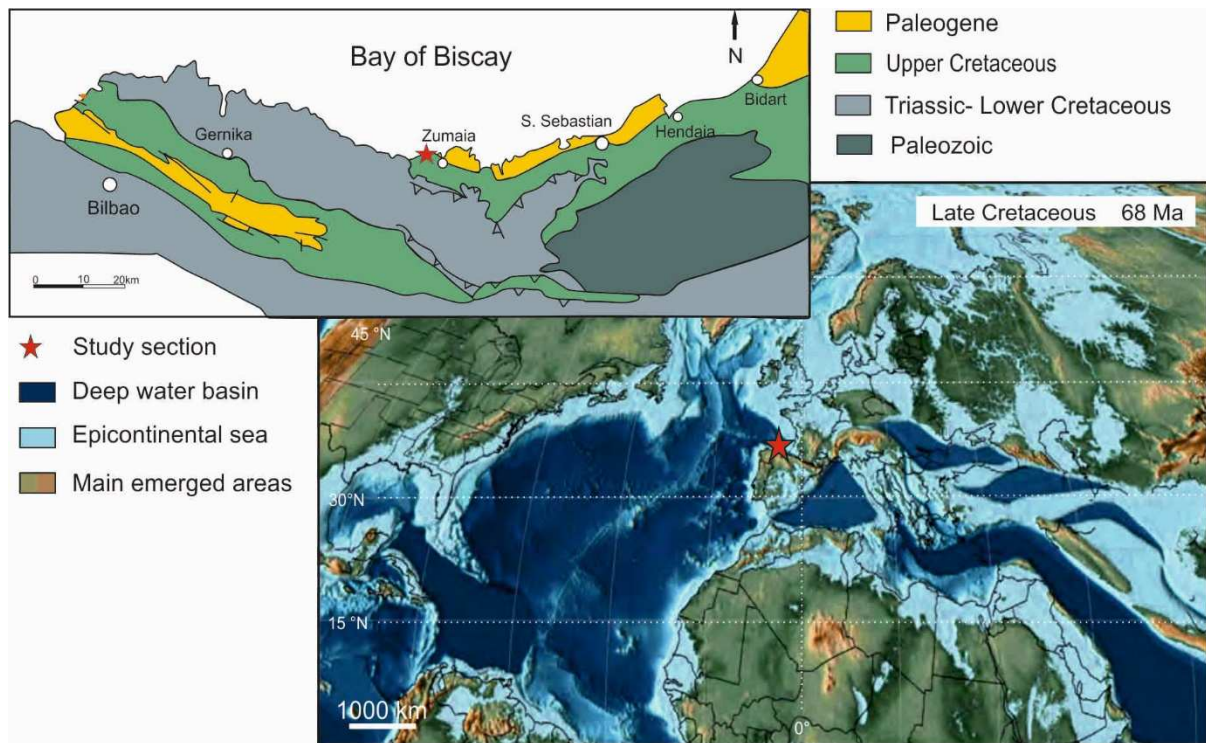 Bay of Biscay
N
Gernika
Bilbao
Zumaia
S. Sebastian
Hendaia
Bidart
0 10 20km
Paleogene
Upper Cretaceous
Triassic- Lower Cretaceous
Paleozoic
Late Cretaceous 68 Ma
Study section
Deep water basin
Epicontinental sea
Main emerged areas
45 °N
30°N
15 °N
1000 km
0°